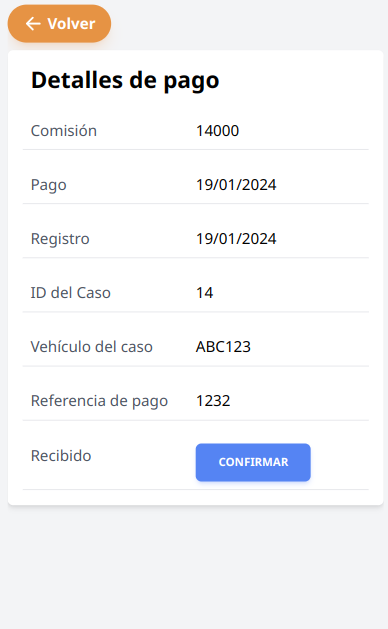 Volver
Detalles de pago
Comisión 14000
Pago 19/01/2024
Registro 19/01/2024
ID del Caso 14
Vehículo del caso ABC123
Referencia de pago 1232
Recibido CONFIRMAR